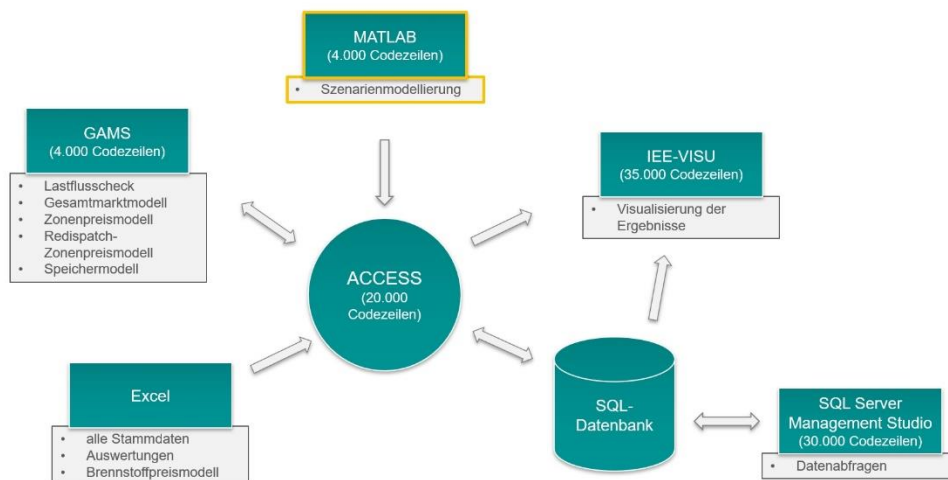 MATLAB
(4.000 Codezeilen)
• Szenarienmodellierung
GAMS
(4.000 Codezeilen)
• Lastflusscheck
• Gesamtmarktmodell
• Zonenpreismodell
• Redispatch-
Zonenpreismodell
• Speichermodell
IEE-VISU
(35.000 Codezeilen)
• Visualisierung der
Ergebnisse
ACCESS
(20.000
Codezeilen)
Excel
• alle Stammdaten
• Auswertungen
• Brennstoffpreismodell
SQL-
Datenbank
SQL Server
Management Studio
(30.000 Codezeilen)
• Datenabfragen